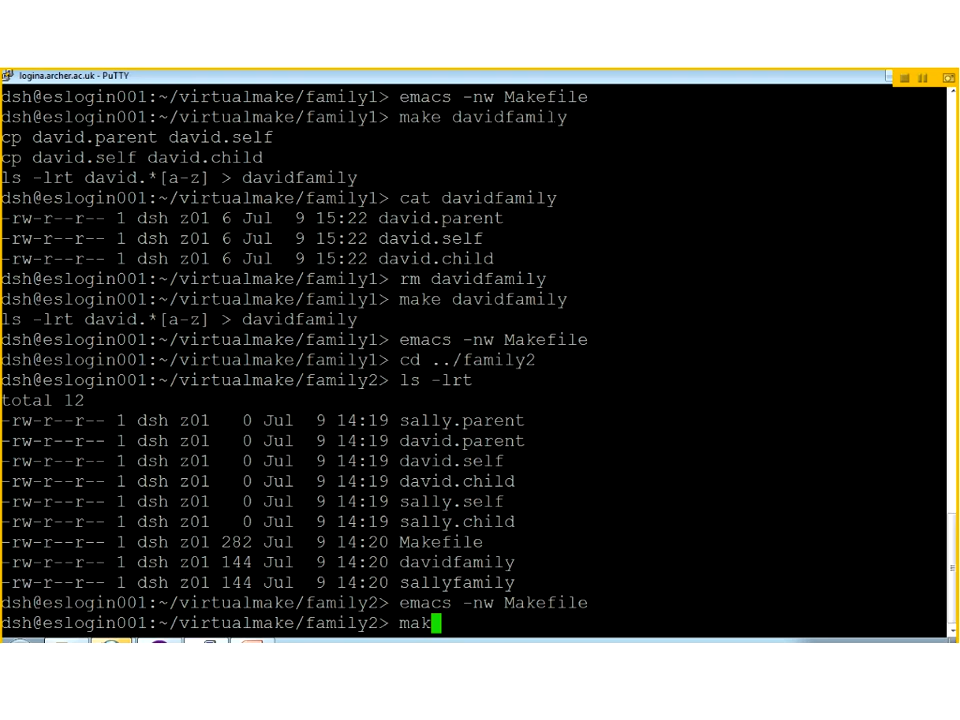 logina.archer.ac.uk - PuTTY
dsh@eslogin001:~/virtualmake/family1> emacs -nw Makefile
dsh@eslogin001:~/virtualmake/family1> make davidfamily
cp david.parent david.self
cp david.self david.child
ls -lrt david.*[a-z] > davidfamily
dsh@eslogin001:~/virtualmake/family1> cat davidfamily
-rw-r--r-- 1 dsh z01 6 Jul  9 15:22 david.parent
-rw-r--r-- 1 dsh z01 6 Jul  9 15:22 david.self
-rw-r--r-- 1 dsh z01 6 Jul  9 15:22 david.child
dsh@eslogin001:~/virtualmake/family1> rm davidfamily
dsh@eslogin001:~/virtualmake/family1> make davidfamily
ls -lrt david.*[a-z] > davidfamily
dsh@eslogin001:~/virtualmake/family1> emacs -nw Makefile
dsh@eslogin001:~/virtualmake/family1> cd ../family2
dsh@eslogin001:~/virtualmake/family2> ls -lrt
total 12
-rw-r--r-- 1 dsh z01   0 Jul  9 14:19 sally.parent
-rw-r--r-- 1 dsh z01   0 Jul  9 14:19 david.parent
-rw-r--r-- 1 dsh z01   0 Jul  9 14:19 david.self
-rw-r--r-- 1 dsh z01   0 Jul  9 14:19 david.child
-rw-r--r-- 1 dsh z01   0 Jul  9 14:19 sally.self
-rw-r--r-- 1 dsh z01   0 Jul  9 14:19 sally.child
-rw-r--r-- 1 dsh z01 282 Jul  9 14:20 Makefile
-rw-r--r-- 1 dsh z01 144 Jul  9 14:20 davidfamily
-rw-r--r-- 1 dsh z01 144 Jul  9 14:20 sallyfamily
dsh@eslogin001:~/virtualmake/family2> emacs -nw Makefile
dsh@eslogin001:~/virtualmake/family2> mak